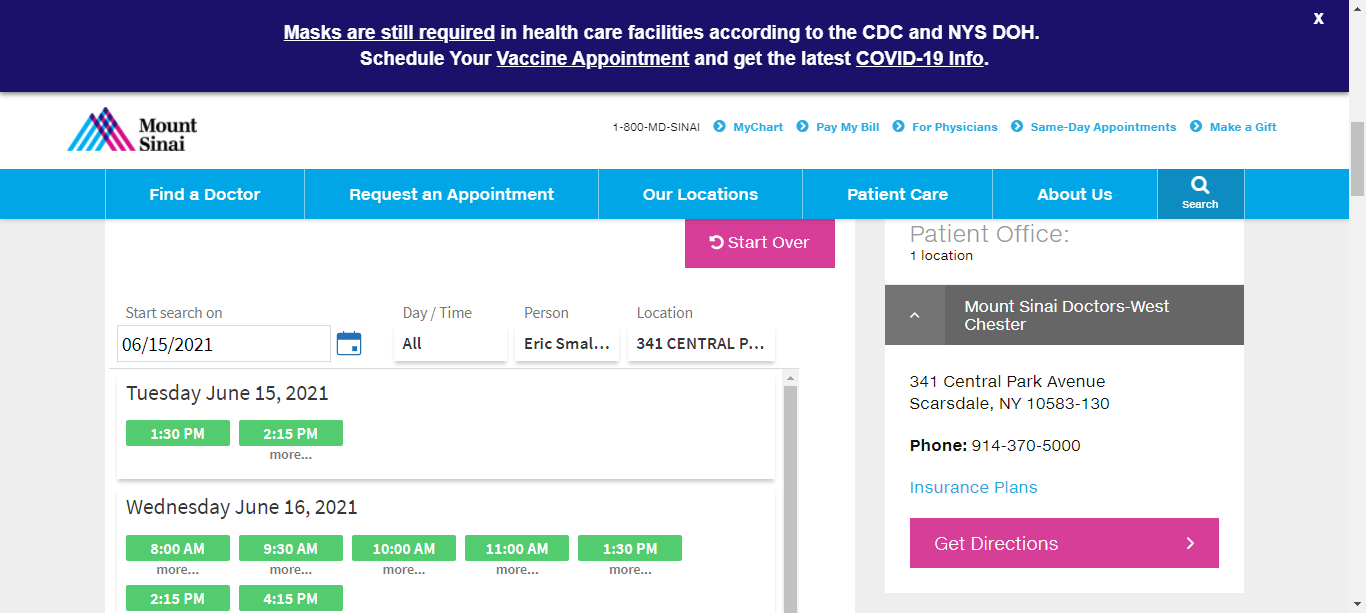 Masks are still required in health care facilities according to the CDC and NYS DOH.
Schedule Your Vaccine Appointment and get the latest COVID-19 Info.
X
Mount
Sinai
1-800-MD-SINAI MyChart Pay My Bill For Physicians Same-Day Appointments Make a Gift
Find a Doctor Request an Appointment Our Locations Patient Care About Us Search
Start Over
Start search on Day / Time Person Location
06/15/2021 All Eric Smal... 341 CENTRAL P...
Tuesday June 15, 2021
1:30 PM 2:15 PM
more...
Wednesday June 16, 2021
8:00 AM 9:30 AM 10:00 AM 11:00 AM 1:30 PM
more... more... more... more... more...
2:15 PM 4:15 PM
Patient Office:
1 location
Mount Sinai Doctors-West
Chester
341 Central Park Avenue
Scarsdale, NY 10583-130
Phone: 914-370-5000
Insurance Plans
Get Directions